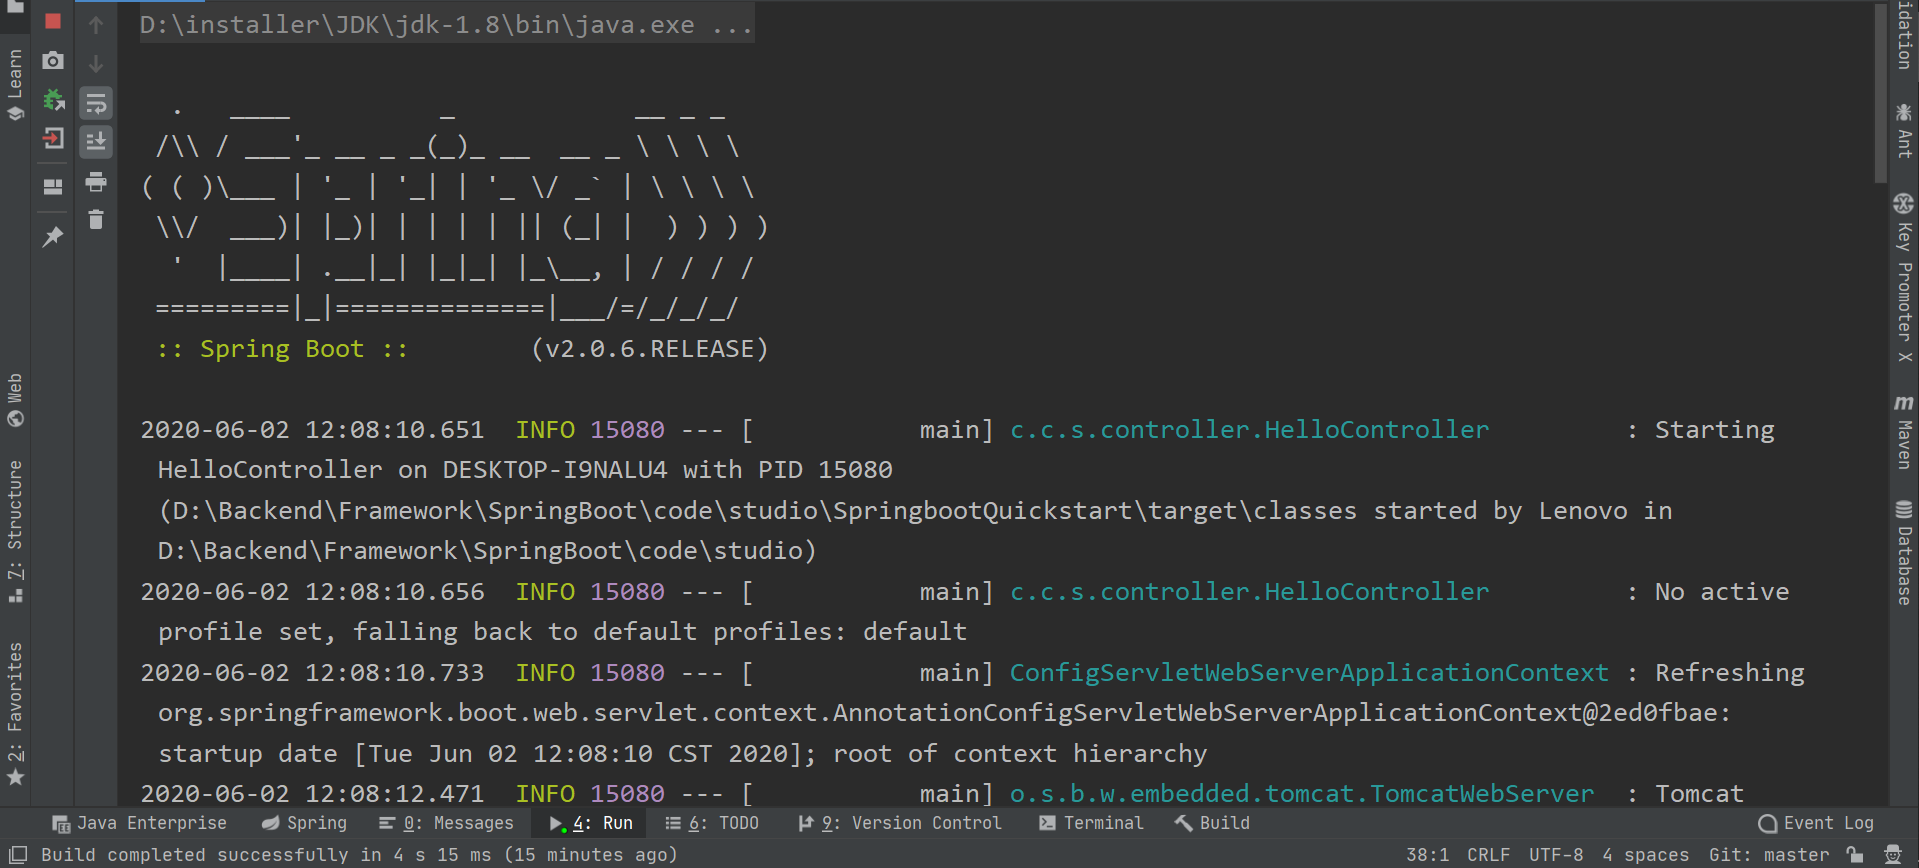 D:\installer\JDK\jdk-1.8\bin\java.exe ...
  .   ____          _            __ _ _
 /\\ / ___'_ __ _ _(_)_ __  __ _ \ \ \ \
( ( )\___ | '_ | '_| | '_ \/ _` | \ \ \ \
 \\/  ___)| |_)| | | | | || (_| |  ) ) ) )
  '  |____| .__|_| |_|_| |_\__, | / / / /
 =========|_|==============|___/=/_/_/_/
 :: Spring Boot ::        (v2.0.6.RELEASE)
2020-06-02 12:08:10.651  INFO 15080 --- [           main] c.c.s.controller.HelloController         : Starting
HelloController on DESKTOP-I9NALU4 with PID 15080
(D:\Backend\Framework\SpringBoot\code\studio\SpringbootQuickstart\target\classes started by Lenovo in
D:\Backend\Framework\SpringBoot\code\studio)
2020-06-02 12:08:10.656  INFO 15080 --- [           main] c.c.s.controller.HelloController         : No active
profile set, falling back to default profiles: default
2020-06-02 12:08:10.733  INFO 15080 --- [           main] ConfigServletWebServerApplicationContext : Refreshing
org.springframework.boot.web.servlet.context.AnnotationConfigServletWebServerApplicationContext@2ed0fbae:
startup date [Tue Jun 02 12:08:10 CST 2020]; root of context hierarchy
2020-06-02 12:08:12.471  INFO 15080 --- [           main] o.s.b.w.embedded.tomcat.TomcatWebServer  : Tomcat
Learn
Web
7: Structure
2: Favorites
idation
Ant
Key Promoter X
Maven
Database
Java Enterprise
Spring
0: Messages
4: Run
6: TODO
9: Version Control
Terminal
Build
Event Log
Build completed successfully in 4 s 15 ms (15 minutes ago)
38:1 CRLF UTF-8 4 spaces Git: master